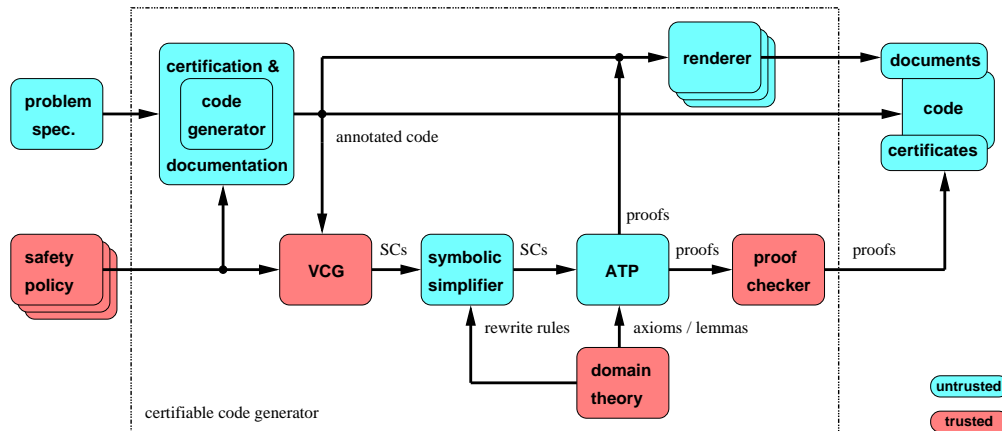 certification &
renderer
documents
problem
spec.
code
generator
code
annotated code
documentation
certificates
proofs
safety
policy
VCG
SCs
symbolic
simplifier
SCs
ATP
proofs
proof
checker
proofs
rewrite rules
axioms / lemmas
domain
theory
certifiable code generator
untrusted
trusted